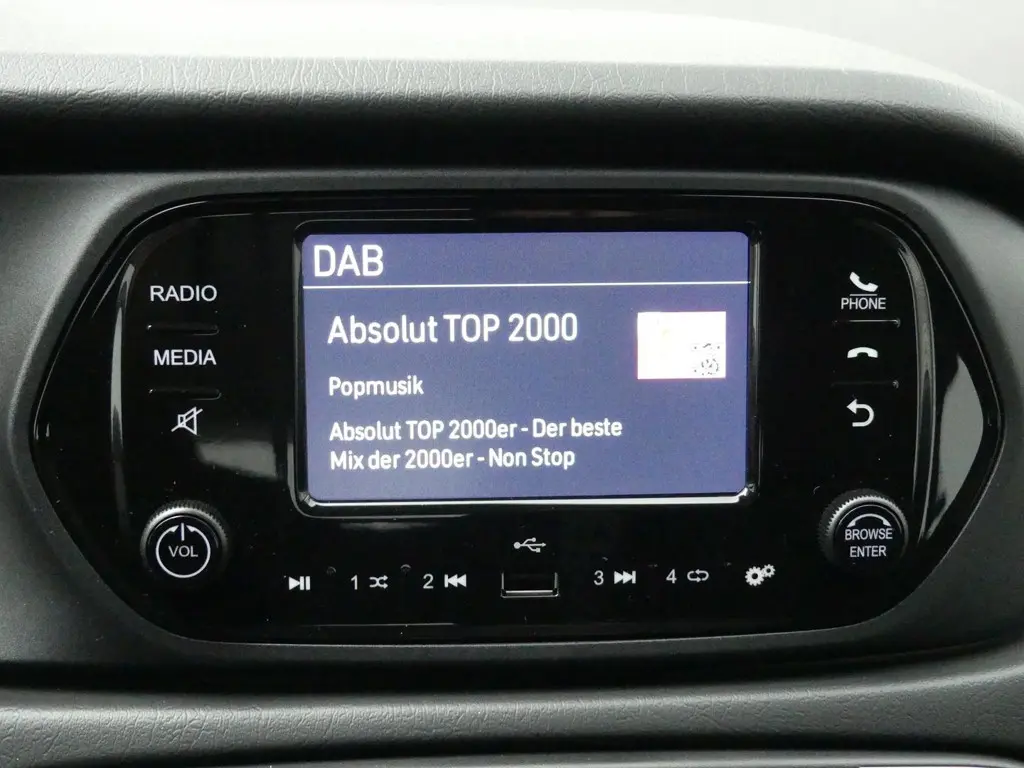 DAB
Absolut TOP 2000
Popmusik
Absolut TOP 2000er - Der beste
Mix der 2000er - Non Stop
RADIO
MEDIA
VOL
PHONE
BROWSE
ENTER
1
2
3
4